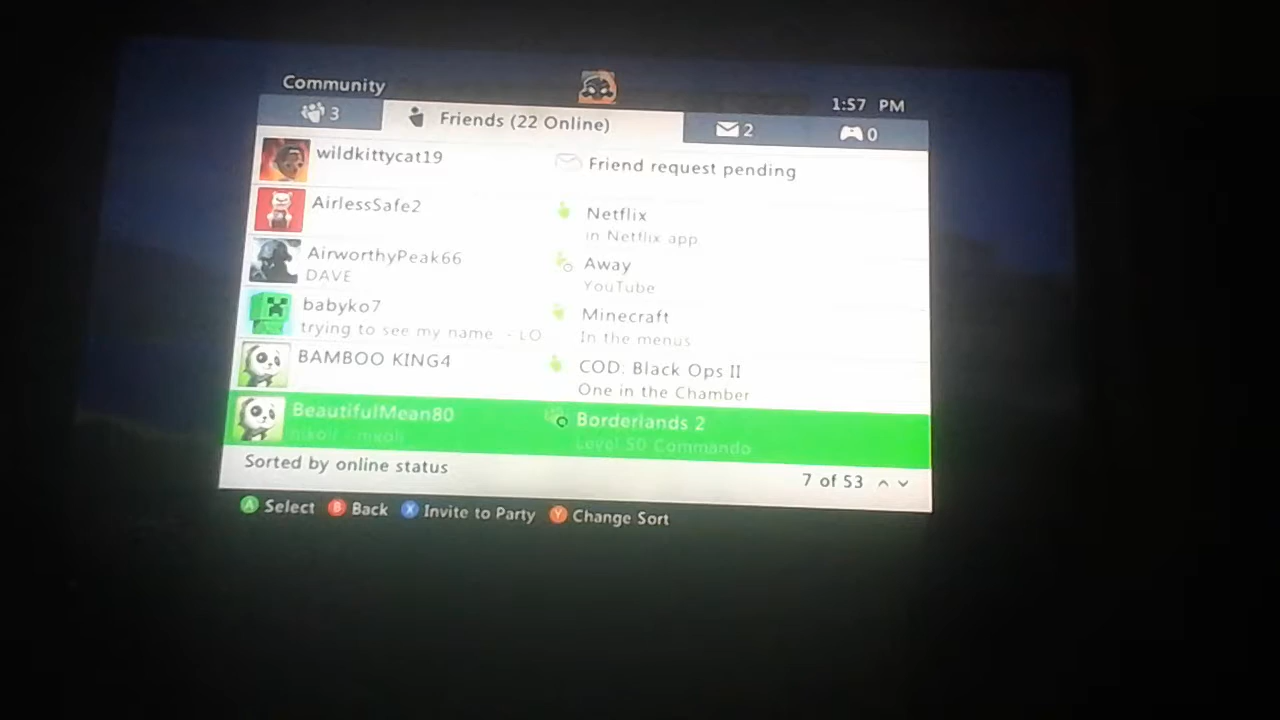 Community
1:57 PM
3
Friends (22 Online)
2
0
wildkittycat19
Friend request pending
AirlessSafe2
Netflix
in Netflix app
AirworthyPeak66
DAVE
Away
YouTube
babyko7
trying to see my name - LO
Minecraft
In the menus
BAMBOO KING4
COD: Black Ops II
One in the Chamber
BeautifulMean80
Borderlands 2
Level 50 Commando
Sorted by online status
7 of 53
A Select B Back X Invite to Party Y Change Sort